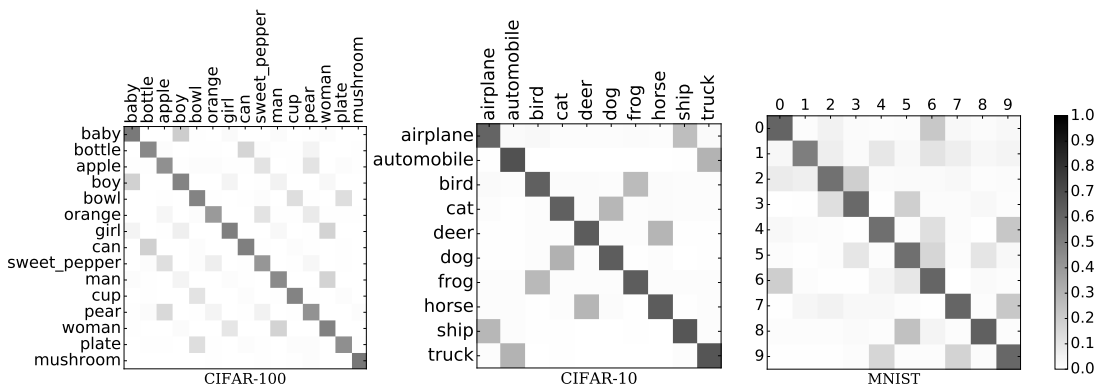 baby bottle apple boy bowl orange girl can sweet_pepper man cup pear woman plate mushroom
baby
bottle
apple
boy
bowl
orange
girl
can
sweet_pepper
man
cup
pear
woman
plate
mushroom
CIFAR-100
airplane automobile bird cat deer dog frog horse ship truck
airplane
automobile
bird
cat
deer
dog
frog
horse
ship
truck
CIFAR-10
0 1 2 3 4 5 6 7 8 9
0
1
2
3
4
5
6
7
8
9
MNIST
1.0
0.9
0.8
0.7
0.6
0.5
0.4
0.3
0.2
0.1
0.0